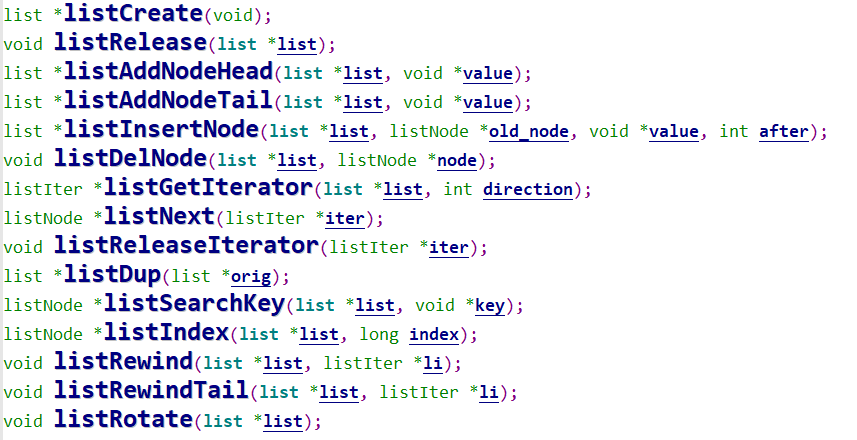 list *listCreate(void);
void listRelease(list *list);
list *listAddNodeHead(list *list, void *value);
list *listAddNodeTail(list *list, void *value);
list *listInsertNode(list *list, listNode *old_node, void *value, int after);
void listDelNode(list *list, listNode *node);
listIter *listGetIterator(list *list, int direction);
listNode *listNext(listIter *iter);
void listReleaseIterator(listIter *iter);
list *listDup(list *orig);
listNode *listSearchKey(list *list, void *key);
listNode *listIndex(list *list, long index);
void listRewind(list *list, listIter *li);
void listRewindTail(list *list, listIter *li);
void listRotate(list *list);